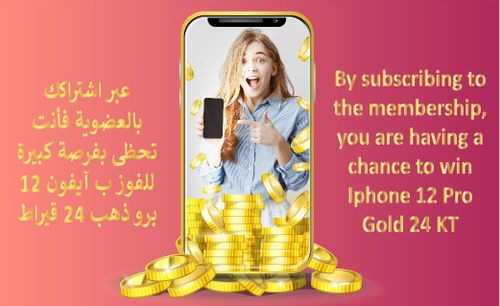 عبر اشتراكك
بالعضوية فأنت
تحظى بفرصة كبيرة
للفوز ب آيفون 12
برو ذهب 24 قيراط
By subscribing to
the membership,
you are having a
chance to win
Iphone 12 Pro
Gold 24 KT